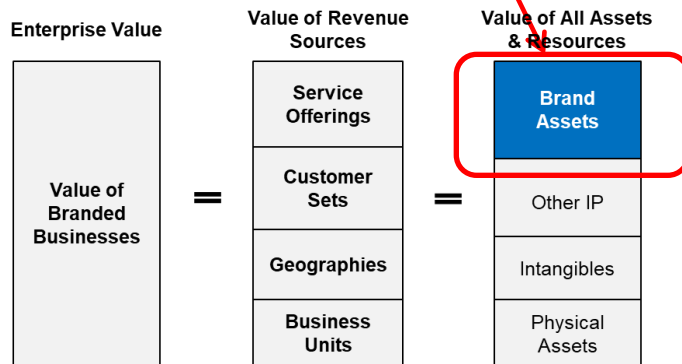 Enterprise Value
Value of Revenue
Sources
Value of All Assets
& Resources
Value of
Branded
Businesses
=
Service
Offerings
Customer
Sets
Geographies
Business
Units
=
Brand
Assets
Other IP
Intangibles
Physical
Assets